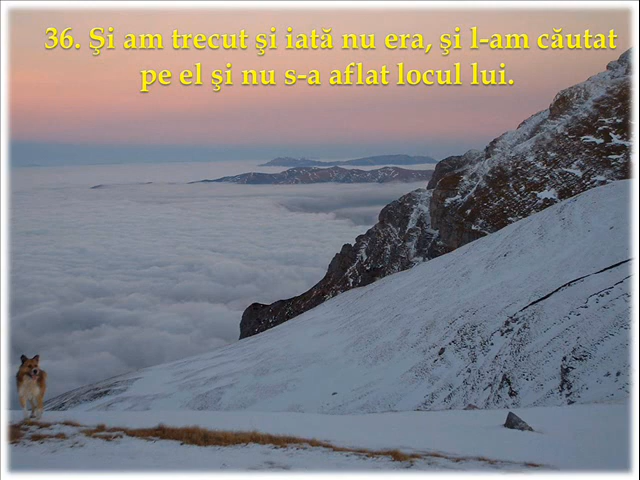 36. Şi am trecut şi iată nu era, şi l-am căutat
pe el şi nu s-a aflat locul lui.